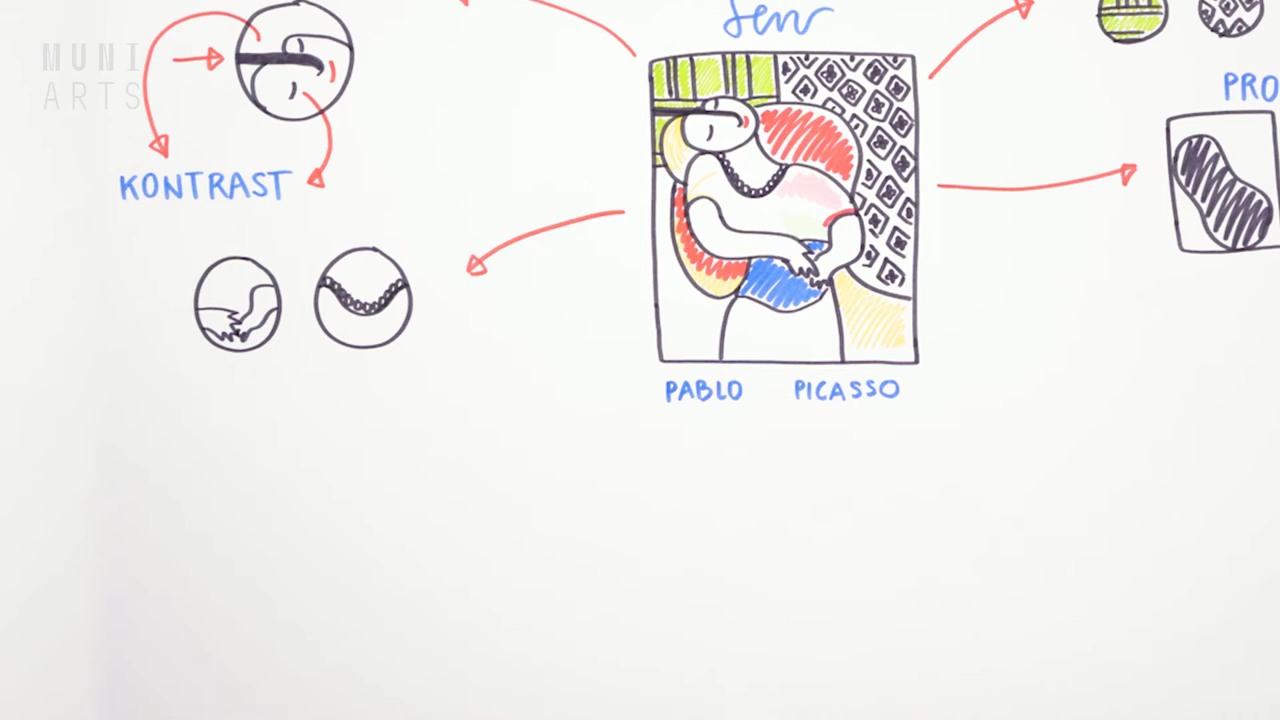 MUNI
ARTS
Sen
KONTRAST
PRO
PABLO PICASSO